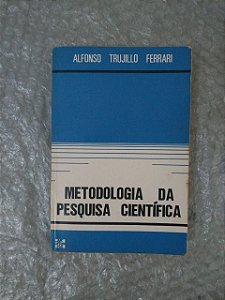 ALFONSO TRUJILLO FERRARI
METODOLOGIA DA
PESQUISA CIENTÍFICA